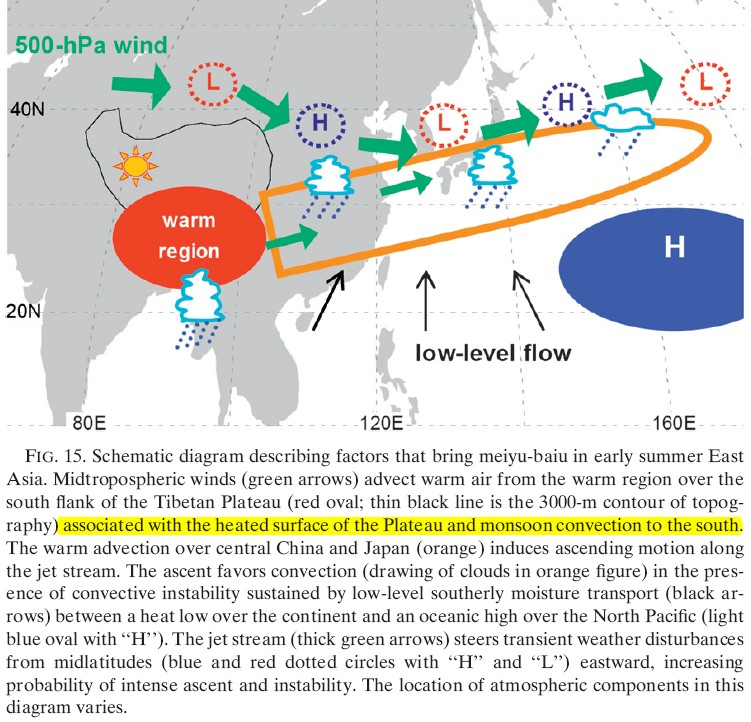 500-hPa wind
L
L
H
40N
H
L
warm
region
H
20N
low-level flow
80E
120E
160E
FIG. 15. Schematic diagram describing factors that bring meiyu-baiu in early summer East
Asia. Midtropospheric winds (green arrows) advect warm air from the warm region over the
south flank of the Tibetan Plateau (red oval; thin black line is the 3000-m contour of topog-
raphy) associated with the heated surface of the Plateau and monsoon convection to the south.
The warm advection over central China and Japan (orange) induces ascending motion along
the jet stream. The ascent favors convection (drawing of clouds in orange figure) in the pres-
ence of convective instability sustained by low-level southerly moisture transport (black ar-
rows) between a heat low over the continent and an oceanic high over the North Pacific (light
blue oval with “H”). The jet stream (thick green arrows) steers transient weather disturbances
from midlatitudes (blue and red dotted circles with “H” and “L”) eastward, increasing
probability of intense ascent and instability. The location of atmospheric components in this
diagram varies.